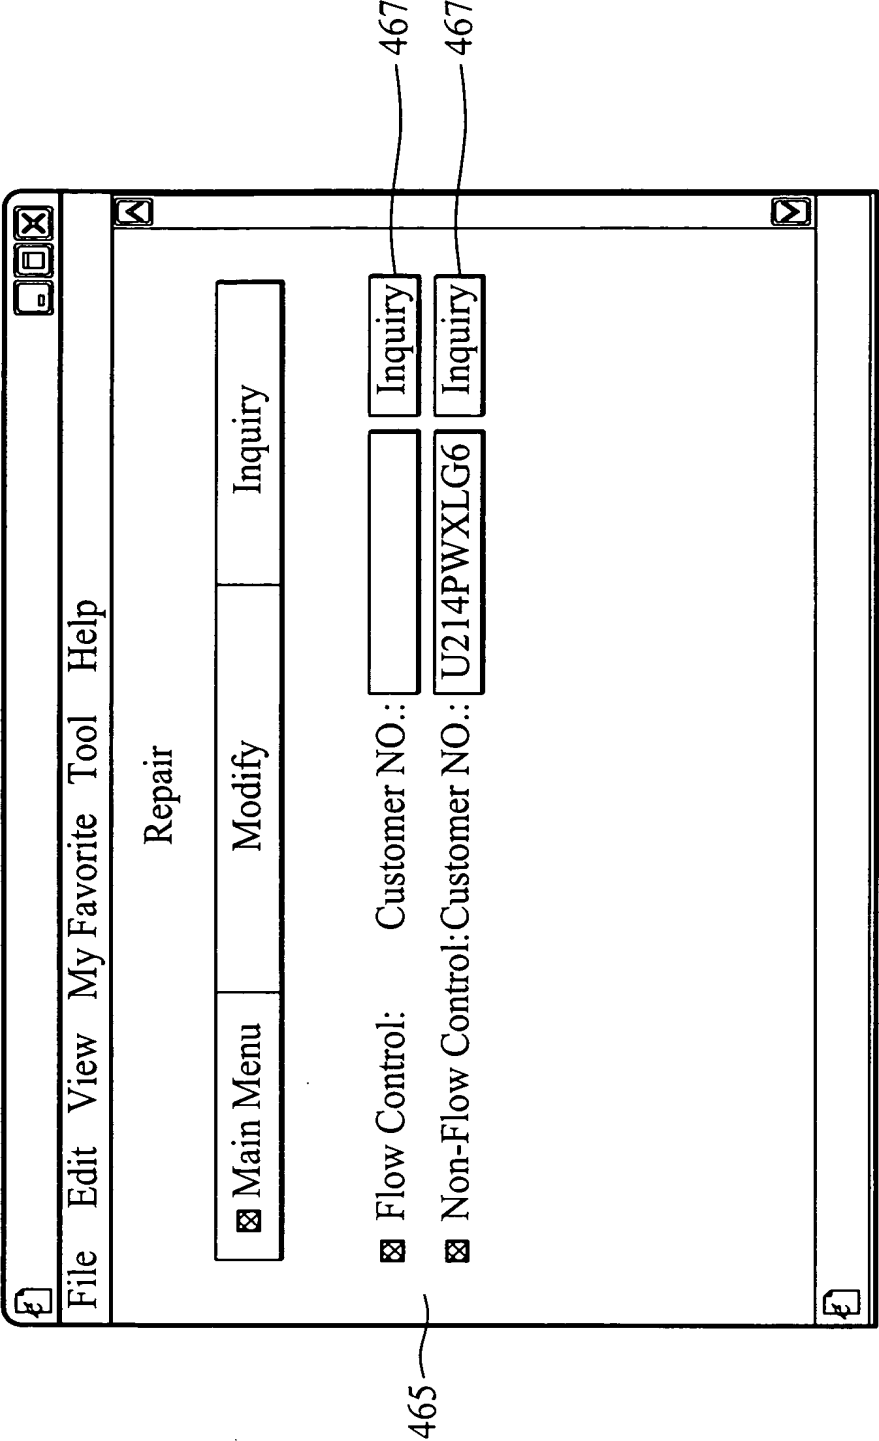 File Edit View My Favorite Tool Help
Repair
Main Menu Modify Inquiry
Flow Control: Customer NO.: Inquiry 467
Non-Flow Control: Customer NO.: U214PWXLG6 Inquiry 467
465